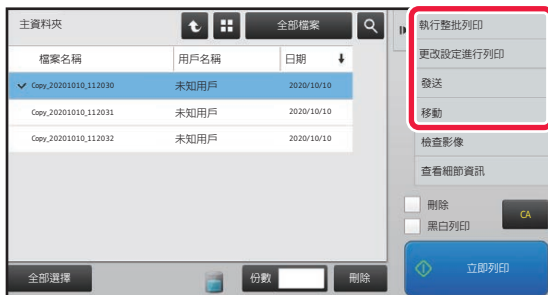 主資料夾
全部檔案
檔案名稱 用戶名稱 日期
Copy_20201010_112030 未知用戶 2020/10/10
Copy_20201010_112031 未知用戶 2020/10/10
Copy_20201010_112032 未知用戶 2020/10/10
全部選擇 份數 刪除
執行整批列印
更改設定進行列印
發送
移動
檢查影像
查看細節資訊
刪除
黑白列印
CA
立即列印